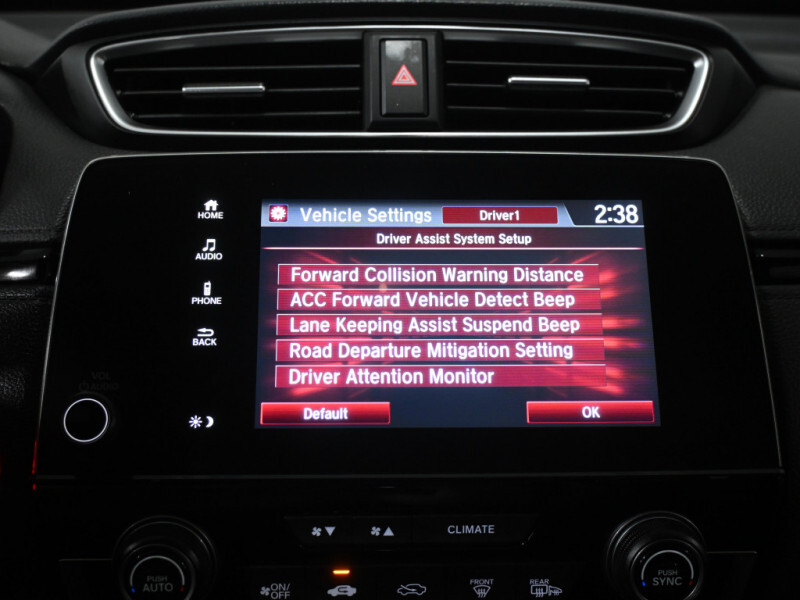 HOME
Vehicle Settings
Driver1
2:38
Driver Assist System Setup
AUDIO
Forward Collision Warning Distance
ACC Forward Vehicle Detect Beep
PHONE
Lane Keeping Assist Suspend Beep
BACK
Road Departure Mitigation Setting
Driver Attention Monitor
VOL
AUDIO
Default
OK
CLIMATE
PUSH
AUTO
ON/
OFF
FRONT
REAR
PUSH
SYNC